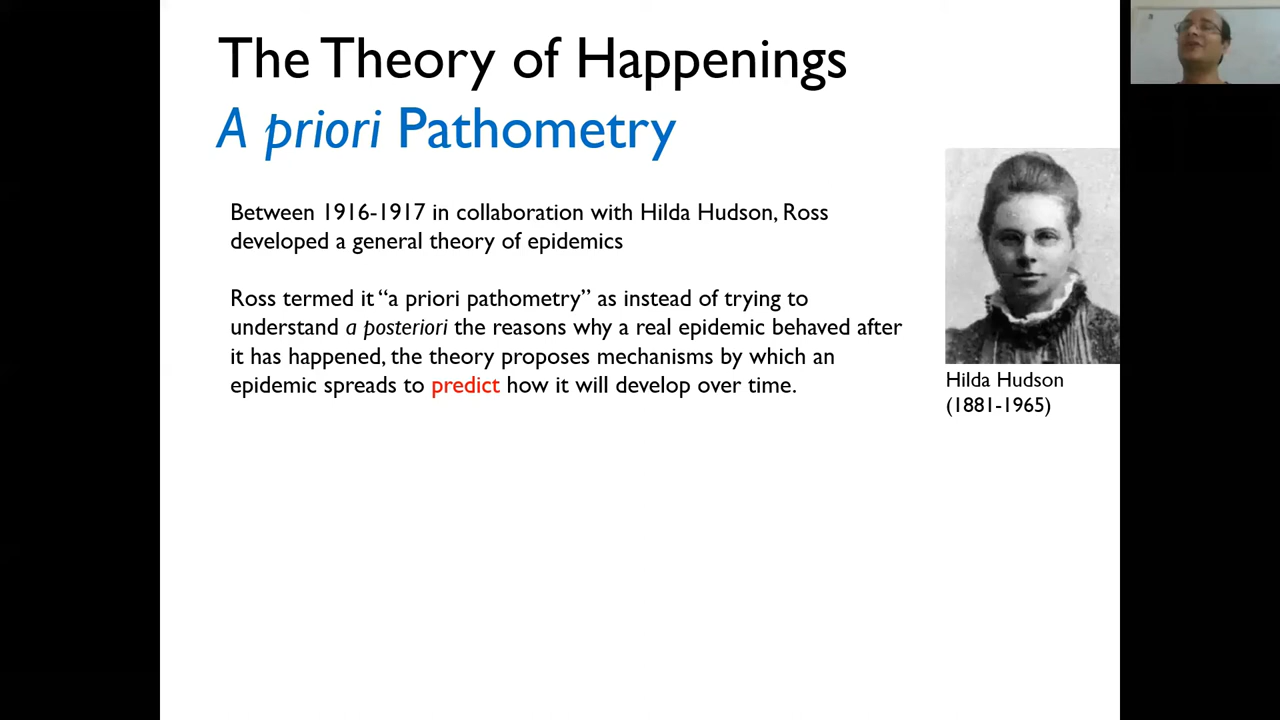 The Theory of Happenings
A priori Pathometry
Between 1916-1917 in collaboration with Hilda Hudson, Ross
developed a general theory of epidemics
Ross termed it “a priori pathometry” as instead of trying to
understand a posteriori the reasons why a real epidemic behaved after
it has happened, the theory proposes mechanisms by which an
epidemic spreads to predict how it will develop over time.
Hilda Hudson
(1881-1965)